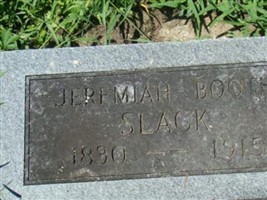 JEREMIAH BOOTH
SLACK
1830 — 1915